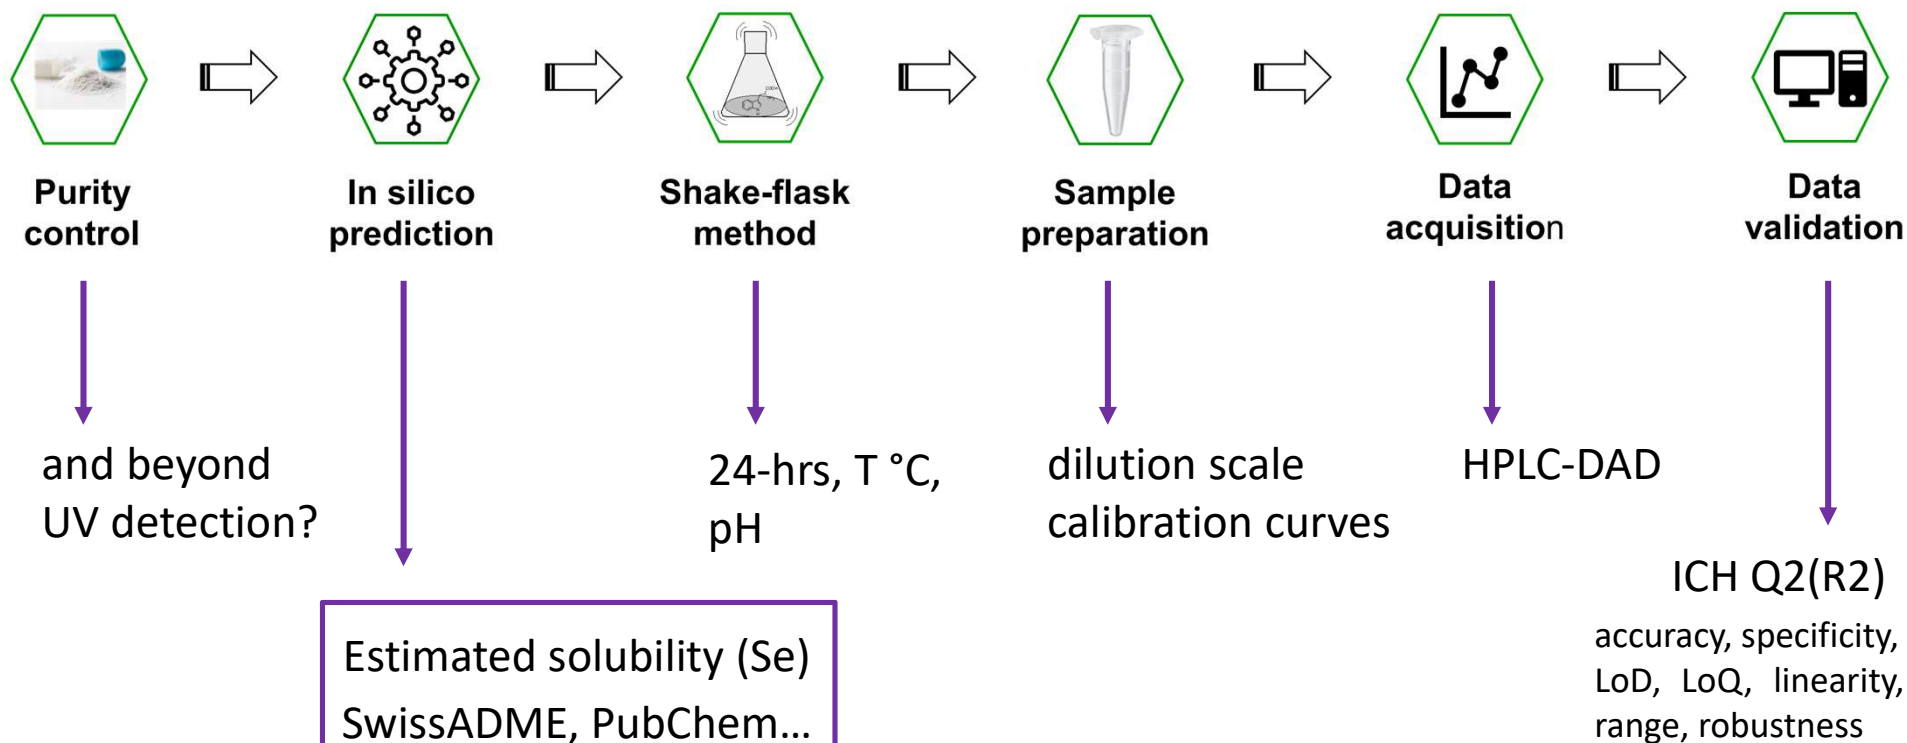 Purity
control
In silico
prediction
Shake-flask
method
Sample
preparation
Data
acquisition
Data
validation
and beyond
UV detection?
24-hrs, T °C,
pH
dilution scale
calibration curves
HPLC-DAD
Estimated solubility (Se)
SwissADME, PubChem…
ICH Q2(R2)
accuracy, specificity,
LoD, LoQ, linearity,
range, robustness